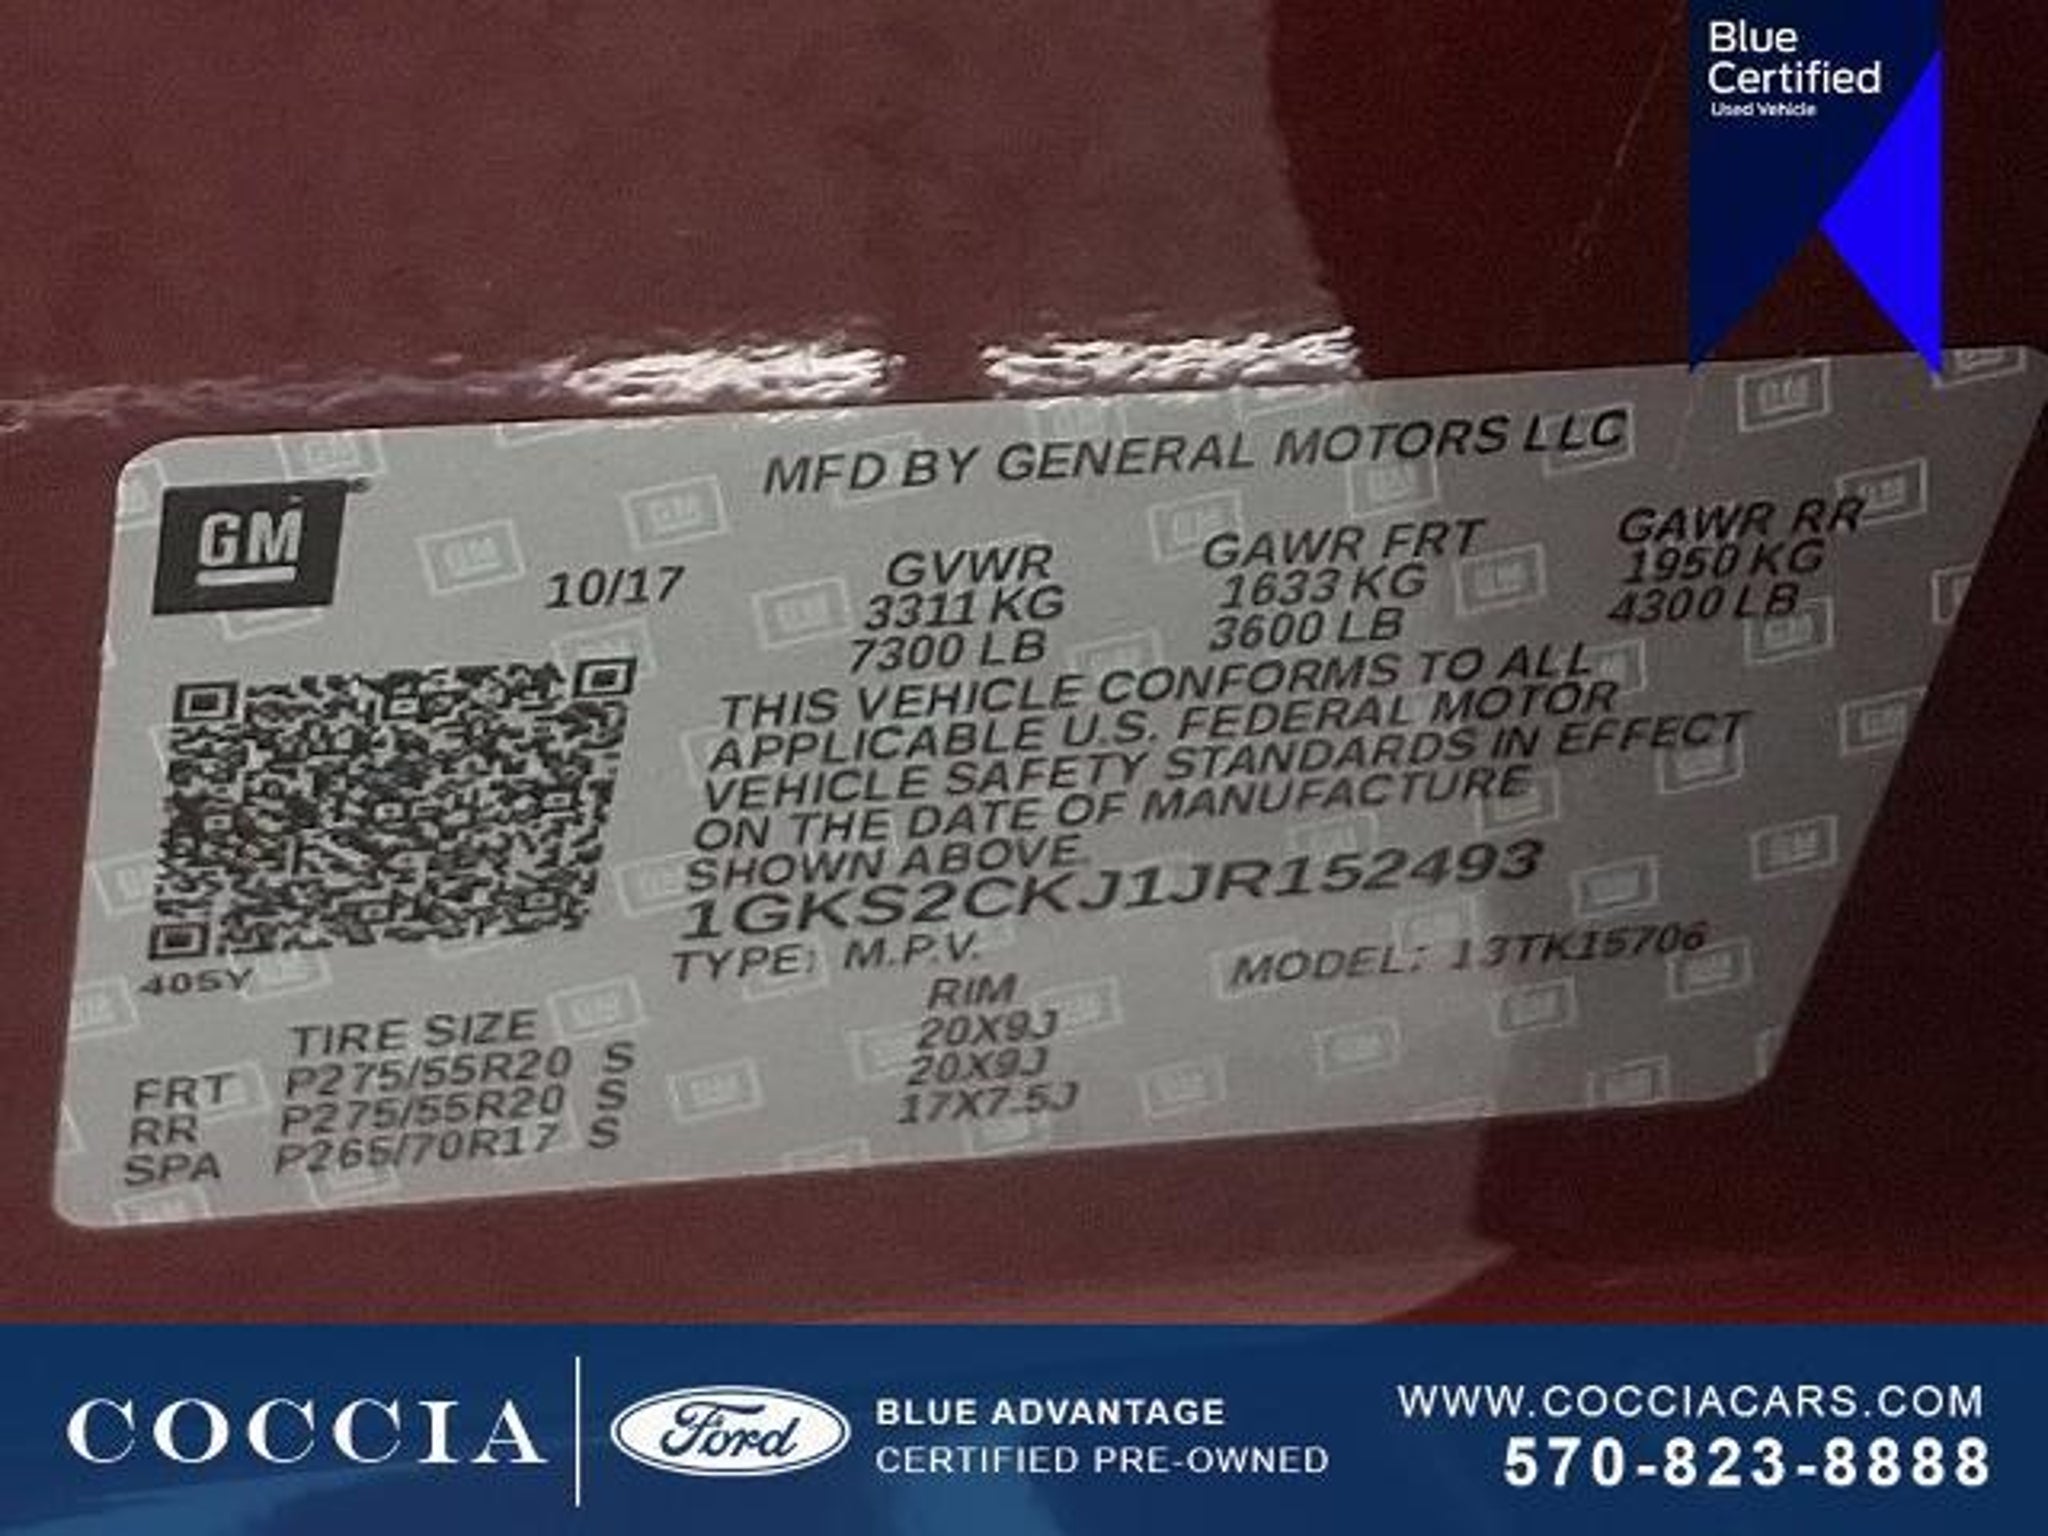 Blue
Certified
Used Vehicle
MFD BY GENERAL MOTORS LLC
GM
10/17
GVWR
3311 KG
7300 LB
GAWR FRT
1633 KG
3600 LB
GAWR RR
1950 KG
4300 LB
THIS VEHICLE CONFORMS TO ALL
APPLICABLE U.S. FEDERAL MOTOR
VEHICLE SAFETY STANDARDS IN EFFECT
ON THE DATE OF MANUFACTURE
SHOWN ABOVE.
1GKS2CKJ1JR152493
TYPE: M.P.V. MODEL: 13TK15706
405Y
TIRE SIZE RIM
FRT P275/55R20 S 20X9J
RR P275/55R20 S 20X9J
SPA P265/70R17 S 17X7.5J
COCCIA
Ford
BLUE ADVANTAGE
CERTIFIED PRE-OWNED
WWW.COCCIACARS.COM
570-823-8888